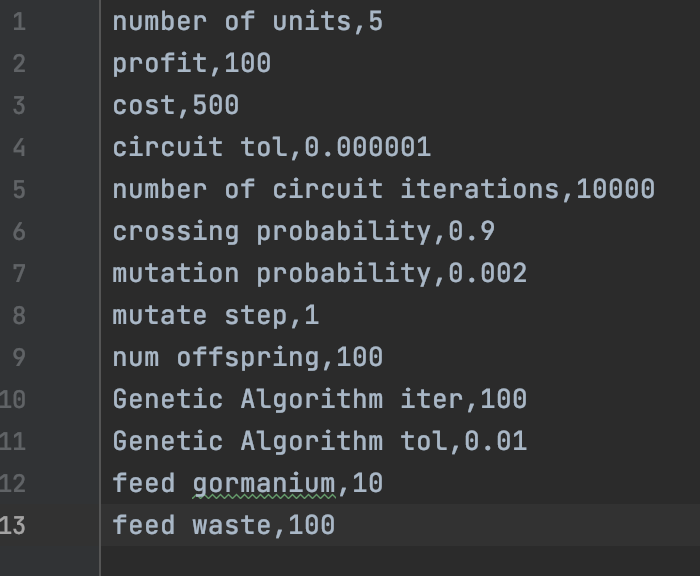 1 number of units,5
2 profit,100
3 cost,500
4 circuit tol,0.000001
5 number of circuit iterations,10000
6 crossing probability,0.9
7 mutation probability,0.002
8 mutate step,1
9 num offspring,100
10 Genetic Algorithm iter,100
11 Genetic Algorithm tol,0.01
12 feed gormanium,10
13 feed waste,100